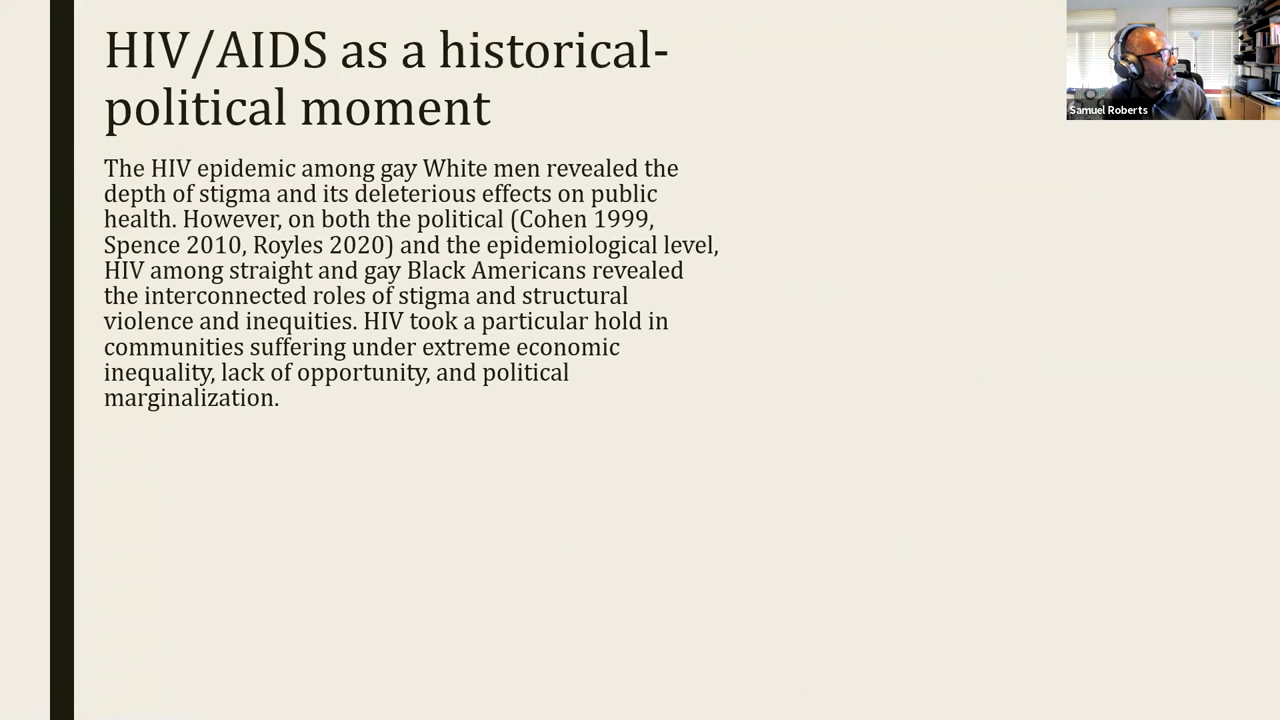 HIV/AIDS as a historical-
political moment
The HIV epidemic among gay White men revealed the
depth of stigma and its deleterious effects on public
health. However, on both the political (Cohen 1999,
Spence 2010, Royles 2020) and the epidemiological level,
HIV among straight and gay Black Americans revealed
the interconnected roles of stigma and structural
violence and inequities. HIV took a particular hold in
communities suffering under extreme economic
inequality, lack of opportunity, and political
marginalization.
Samuel Roberts